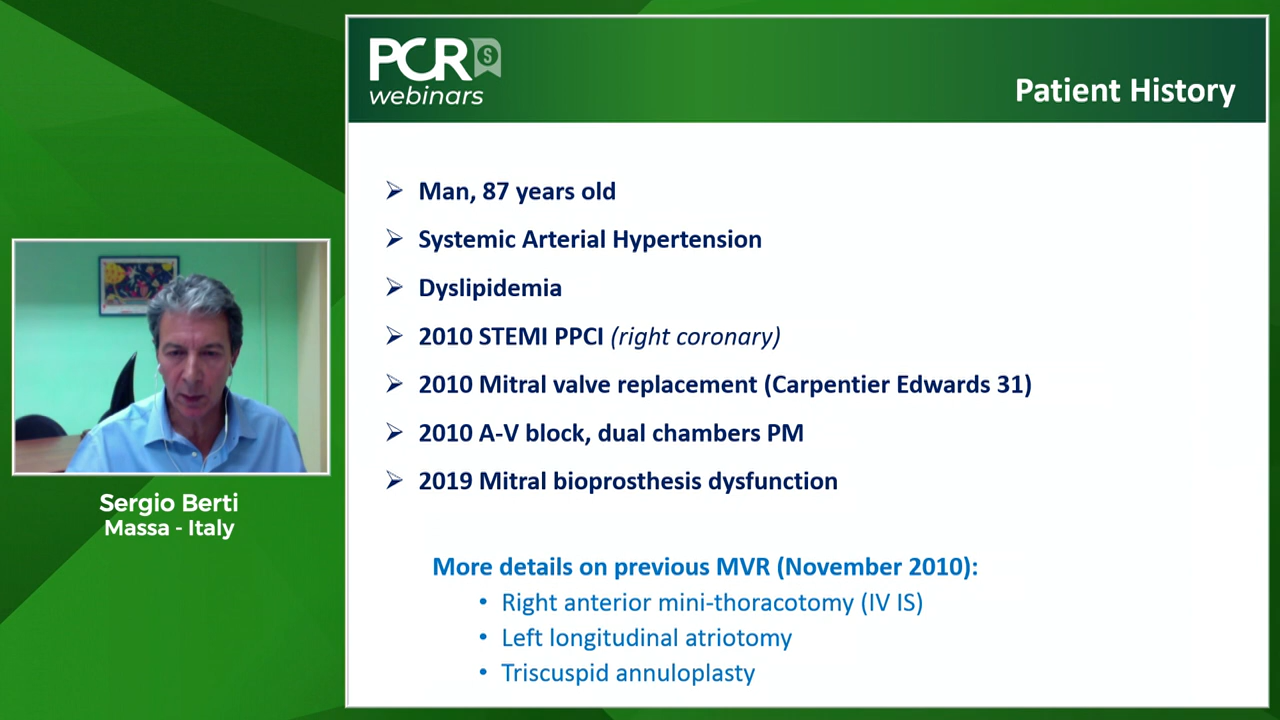 PCR S
webinars
Patient History
Man, 87 years old
Systemic Arterial Hypertension
Dyslipidemia
2010 STEMI PPCI (right coronary)
2010 Mitral valve replacement (Carpentier Edwards 31)
2010 A-V block, dual chambers PM
2019 Mitral bioprosthesis dysfunction
More details on previous MVR (November 2010):
• Right anterior mini-thoracotomy (IV IS)
• Left longitudinal atriotomy
• Triscuspid annuloplasty
Sergio Berti
Massa - Italy